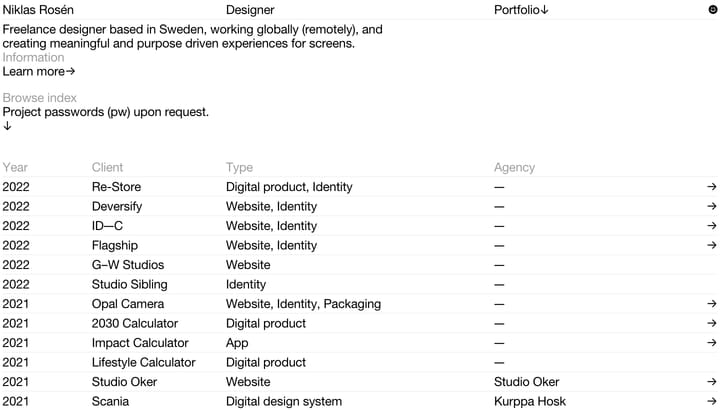 Niklas Rosén Designer Portfolio↓ ☻
Freelance designer based in Sweden, working globally (remotely), and
creating meaningful and purpose driven experiences for screens.
Information
Learn more→
Browse index
Project passwords (pw) upon request.
↓
Year Client Type Agency
2022 Re-Store Digital product, Identity — →
2022 Deversify Website, Identity — →
2022 ID—C Website, Identity — →
2022 Flagship Website, Identity — →
2022 G–W Studios Website —
2022 Studio Sibling Identity —
2021 Opal Camera Website, Identity, Packaging — →
2021 2030 Calculator Digital product — →
2021 Impact Calculator App — →
2021 Lifestyle Calculator Digital product —
2021 Studio Oker Website Studio Oker →
2021 Scania Digital design system Kurppa Hosk →